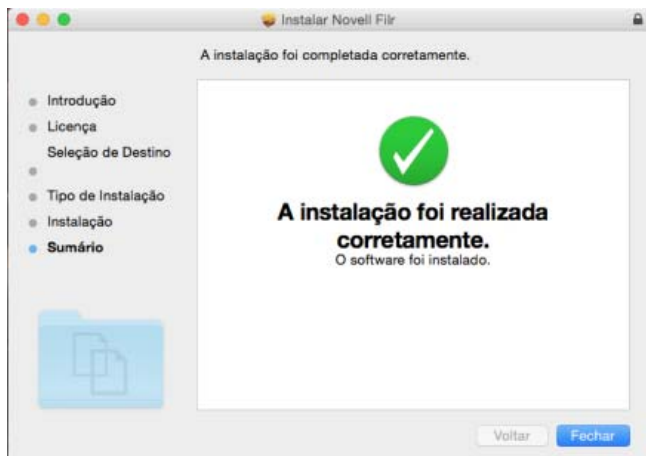 Instalar Novell Filr
A instalação foi completada corretamente.
Introdução
Licença
Seleção de Destino
Tipo de Instalação
Instalação
Sumário
A instalação foi realizada
corretamente.
O software foi instalado.
Voltar
Fechar